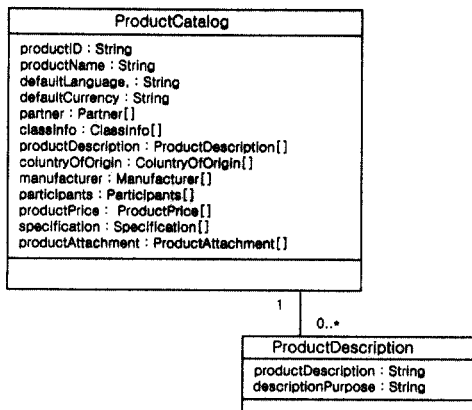 ProductCatalog
productID : String
productName : String
defaultLanguage, : String
defaultCurrency : String
partner : Partner[]
classInfo : ClassInfo[]
productDescription : ProductDescription[]
coluntryOfOrigin : ColuntryOfOrigin[]
manufacturer : Manufacturer[]
participants : Participants[]
productPrice : ProductPrice[]
specification : Specification[]
productAttachment : ProductAttachment[]
1
0..*
ProductDescription
productDescription : String
descriptionPurpose : String